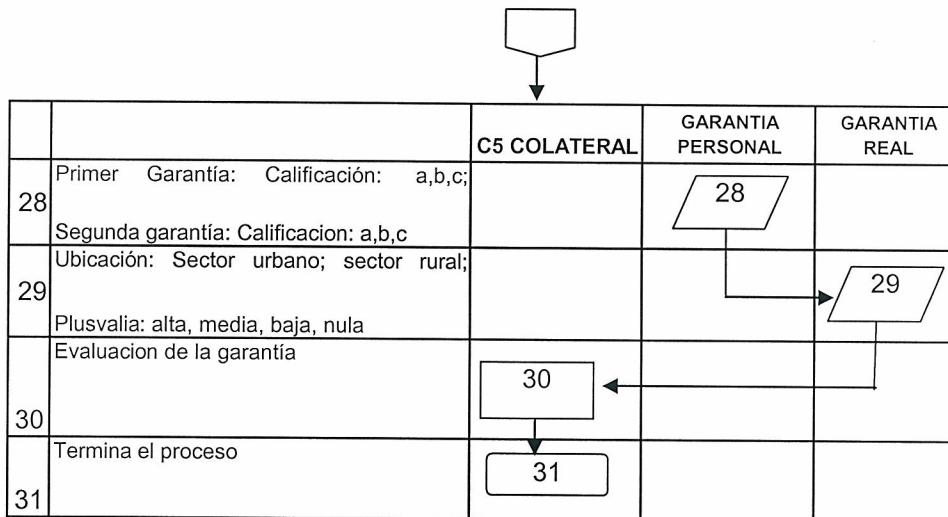 C5 COLATERAL
GARANTIA
PERSONAL
GARANTIA
REAL
28
Primer Garantía: Calificación: a,b,c;
Segunda garantía: Calificacion: a,b,c
28
29
Ubicación: Sector urbano; sector rural;
Plusvalia: alta, media, baja, nula
29
30
Evaluacion de la garantía
30
31
Termina el proceso
31